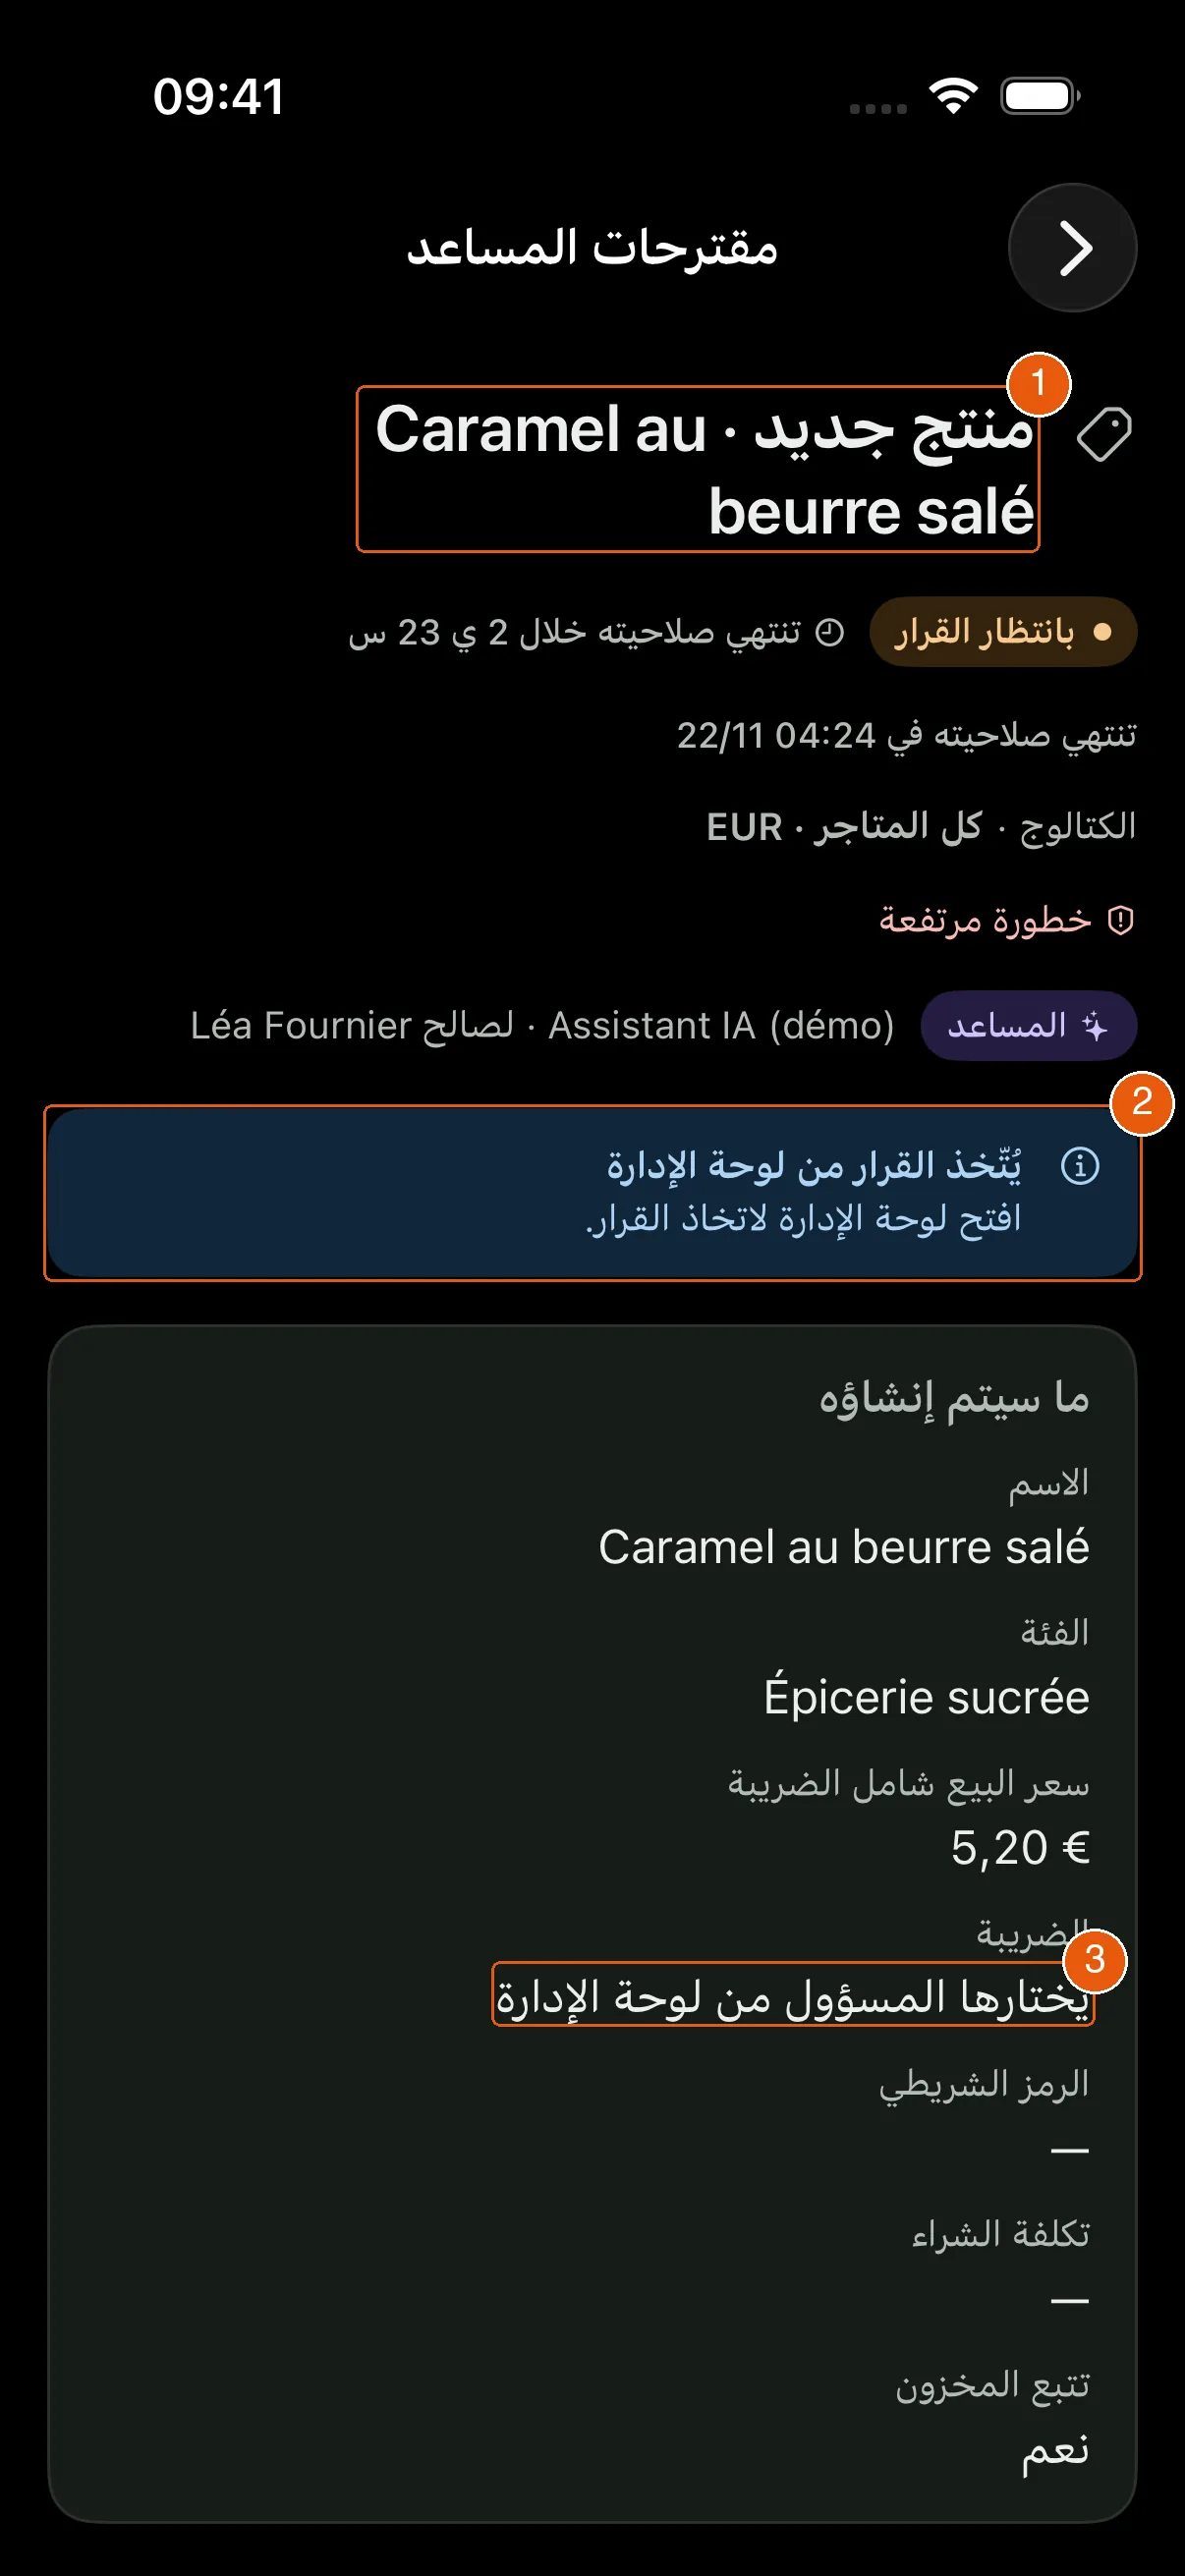 09:41
مقترحات المساعد
1
منتج جديد · Caramel au
beurre salé
بانتظار القرار
تنتهي صلاحيته خلال 2 ي 23 س
تنتهي صلاحيته في 22/11 04:24
الكتالوج · كل المتاجر · EUR
خطورة مرتفعة
المساعد
Assistant IA (démo) · لصالح Léa Fournier
2
يُتّخذ القرار من لوحة الإدارة
افتح لوحة الإدارة لاتخاذ القرار.
ما سيتم إنشاؤه
الاسم
Caramel au beurre salé
الفئة
Épicerie sucrée
سعر البيع شامل الضريبة
5,20 €
الضريبة
3
يختارها المسؤول من لوحة الإدارة
الرمز الشريطي
—
تكلفة الشراء
—
تتبع المخزون
نعم